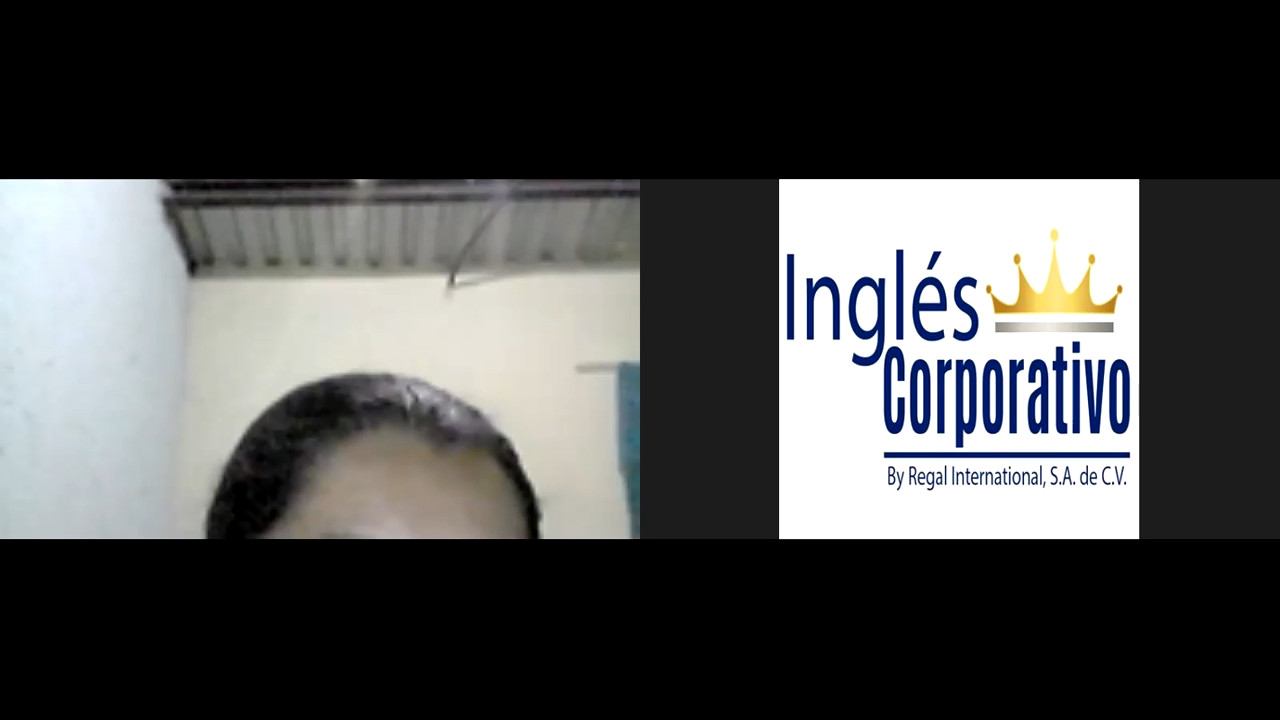 Inglés
Corporativo
By Regal International, S.A. de C.V.